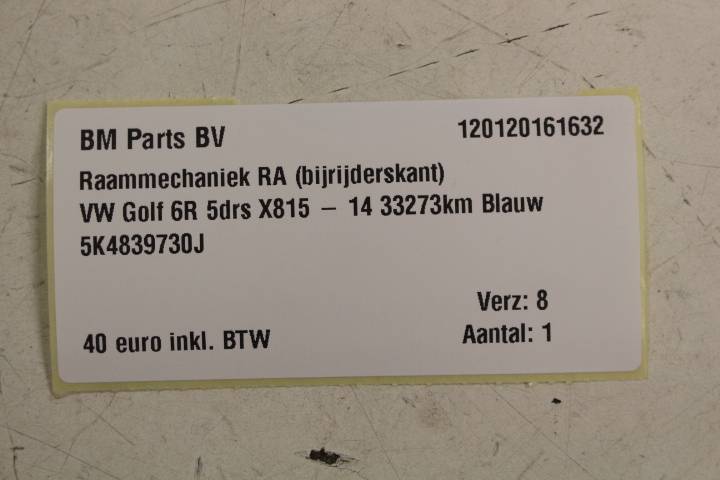 BM Parts BV 120120161632
Raammechaniek RA (bijrijderskant)
VW Golf 6R 5drs X815 – 14 33273km Blauw
5K4839730J
Verz: 8
40 euro inkl. BTW Aantal: 1